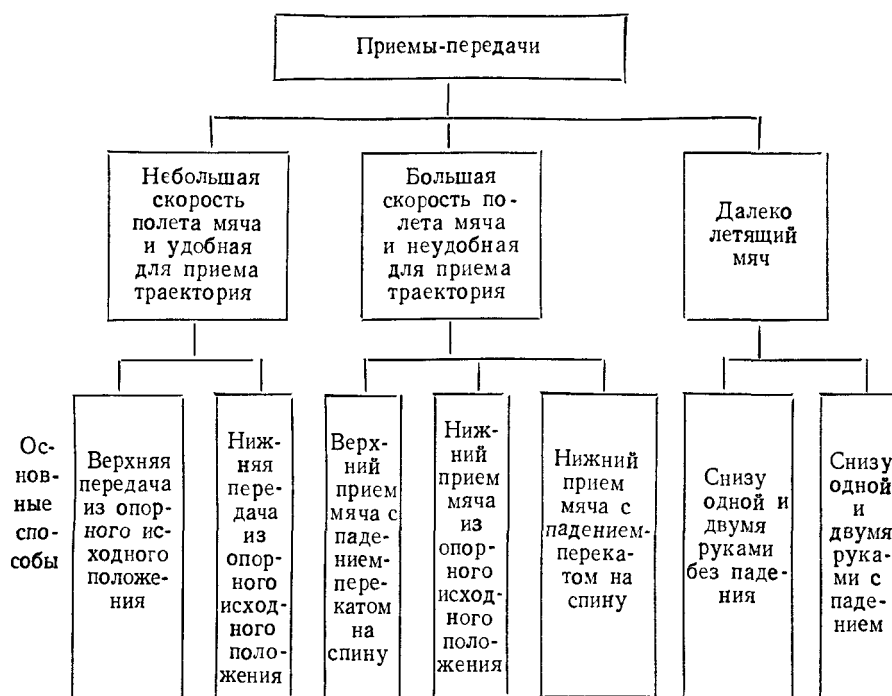 Приемы-передачи
Небольшая
скорость
полета мяча
и удобная
для приема
траектория
Большая
скорость по-
лета мяча
и неудобная
для приема
траектория
Далеко
летящий
мяч
Ос-
нов-
ные
спо-
собы
Верхняя
передача
из опор-
ного ис-
ходного
положе-
ния
Ниж-
няя
пере-
дача
из
опор-
ного
исход-
ного
поло-
жения
Верх-
ний
прием
мяча с
па-
дением-
пере-
катом
на
спину
Ниж-
ний
прием
мяча
из
опор-
ного
исход-
ного
поло-
жения
Нижний
прием
мяча с
падением-
перека-
том на
спину
Снизу
одной и
двумя
руками
без паде-
ния
Снизу
одной
и
двумя
рука-
ми с
паде-
нием